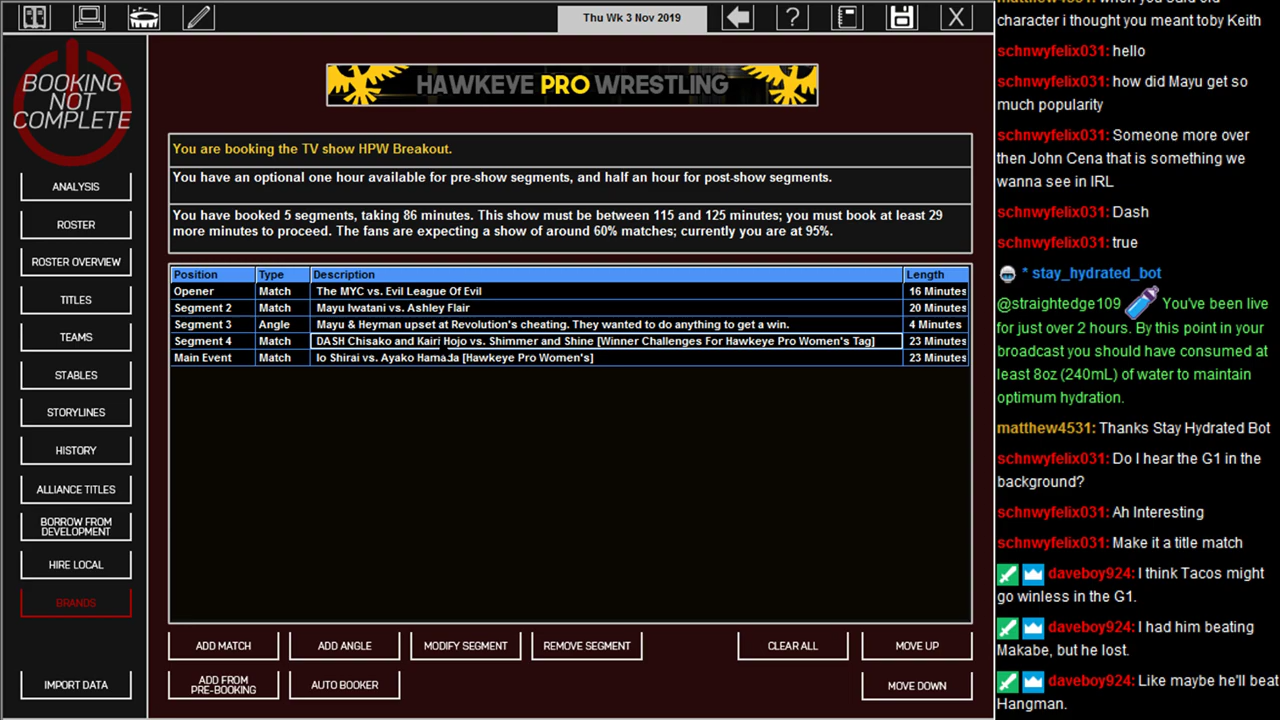 Thu Wk 3 Nov 2019
BOOKING
NOT
COMPLETE
ANALYSIS
ROSTER
ROSTER OVERVIEW
TITLES
TEAMS
STABLES
STORYLINES
HISTORY
ALLIANCE TITLES
BORROW FROM
DEVELOPMENT
HIRE LOCAL
BRANDS
IMPORT DATA
HAWKEYE PRO WRESTLING
You are booking the TV show HPW Breakout.
You have an optional one hour available for pre-show segments, and half an hour for post-show segments.
You have booked 5 segments, taking 86 minutes. This show must be between 115 and 125 minutes; you must book at least 29
more minutes to proceed. The fans are expecting a show of around 60% matches; currently you are at 95%.
Position Type Description Length
Opener Match The MYC vs. Evil League Of Evil 16 Minutes
Segment 2 Match Mayu Iwatani vs. Ashley Flair 20 Minutes
Segment 3 Angle Mayu & Heyman upset at Revolution's cheating. They wanted to do anything to get a win. 4 Minutes
Segment 4 Match DASH Chisako and Kairi Hojo vs. Shimmer and Shine [Winner Challenges For Hawkeye Pro Women's Tag] 23 Minutes
Main Event Match Io Shirai vs. Ayako Hamada [Hawkeye Pro Women's] 23 Minutes
ADD MATCH
ADD ANGLE
MODIFY SEGMENT
REMOVE SEGMENT
CLEAR ALL
MOVE UP
ADD FROM
PRE-BOOKING
AUTO BOOKER
MOVE DOWN
character i thought you meant toby Keith
schnwyfelix031: hello
schnwyfelix031: how did Mayu get so
much popularity
schnwyfelix031: Someone more over
then John Cena that is something we
wanna see in IRL
schnwyfelix031: Dash
schnwyfelix031: true
* stay_hydrated_bot
@straightedge109 You've been live
for just over 2 hours. By this point in your
broadcast you should have consumed at
least 8oz (240mL) of water to maintain
optimum hydration.
matthew4531: Thanks Stay Hydrated Bot
schnwyfelix031: Do I hear the G1 in the
background?
schnwyfelix031: Ah Interesting
schnwyfelix031: Make it a title match
daveboy924: I think Tacos might
go winless in the G1.
daveboy924: I had him beating
Makabe, but he lost.
daveboy924: Like maybe he'll beat
Hangman.